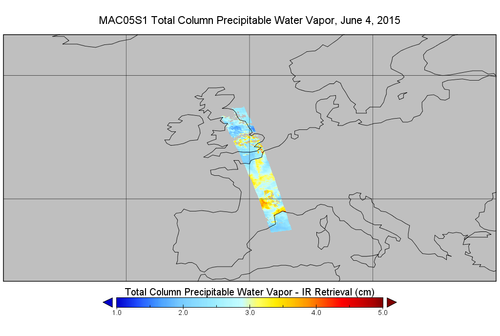 MAC05S1 Total Column Precipitable Water Vapor, June 4, 2015
Total Column Precipitable Water Vapor - IR Retrieval (cm)
1.0 2.0 3.0 4.0 5.0